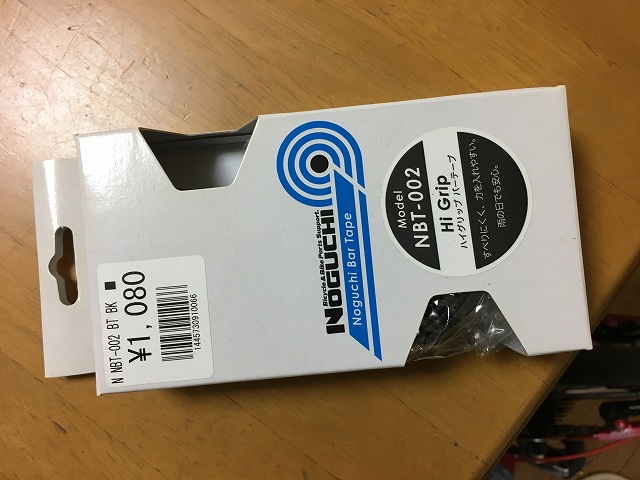 Bicycle & Bike Parts Support.
NOGUCHI
Noguchi Bar Tape
Model
NBT-002
Hi Grip
ハイグリップ バーテープ
すべりにくく、力を入れやすい。
雨の日でも安心。
N NBT-002 BT BK ■
¥1,080
1445730910086